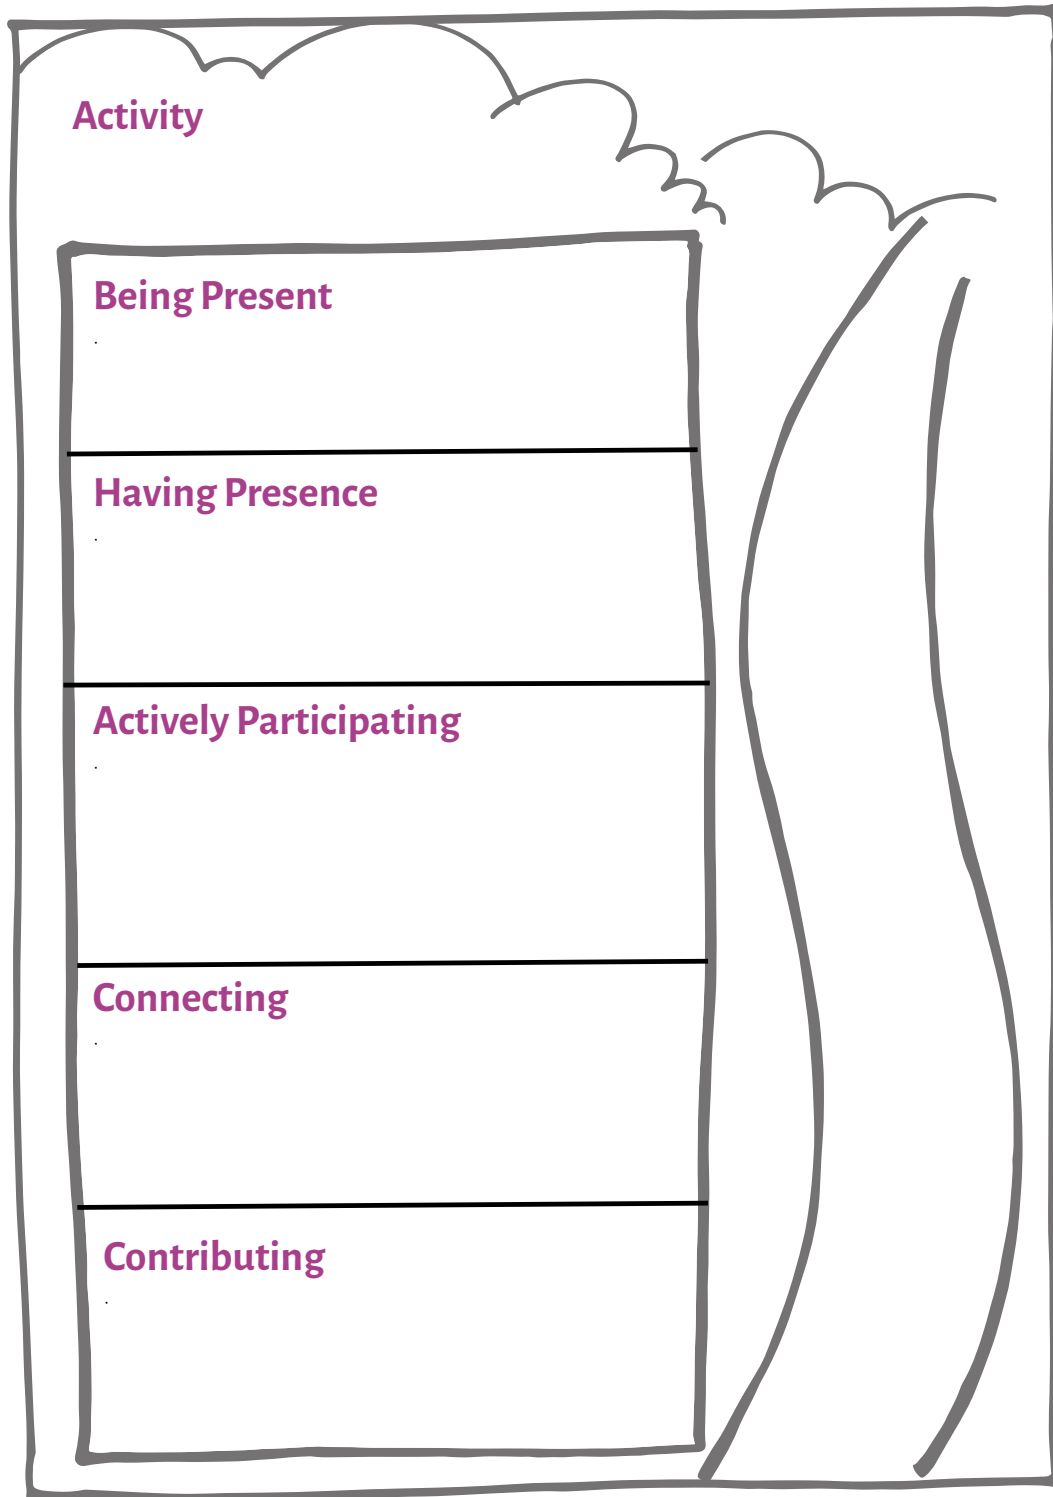 Activity
Being Present
.
Having Presence
.
Actively Participating
.
Connecting
.
Contributing
.